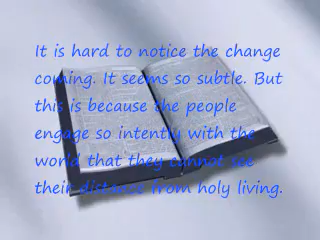 It is hard to notice the change
coming. It seems so subtle. But
this is because the people
engage so intently with the
world that they cannot see
their distance from holy living.